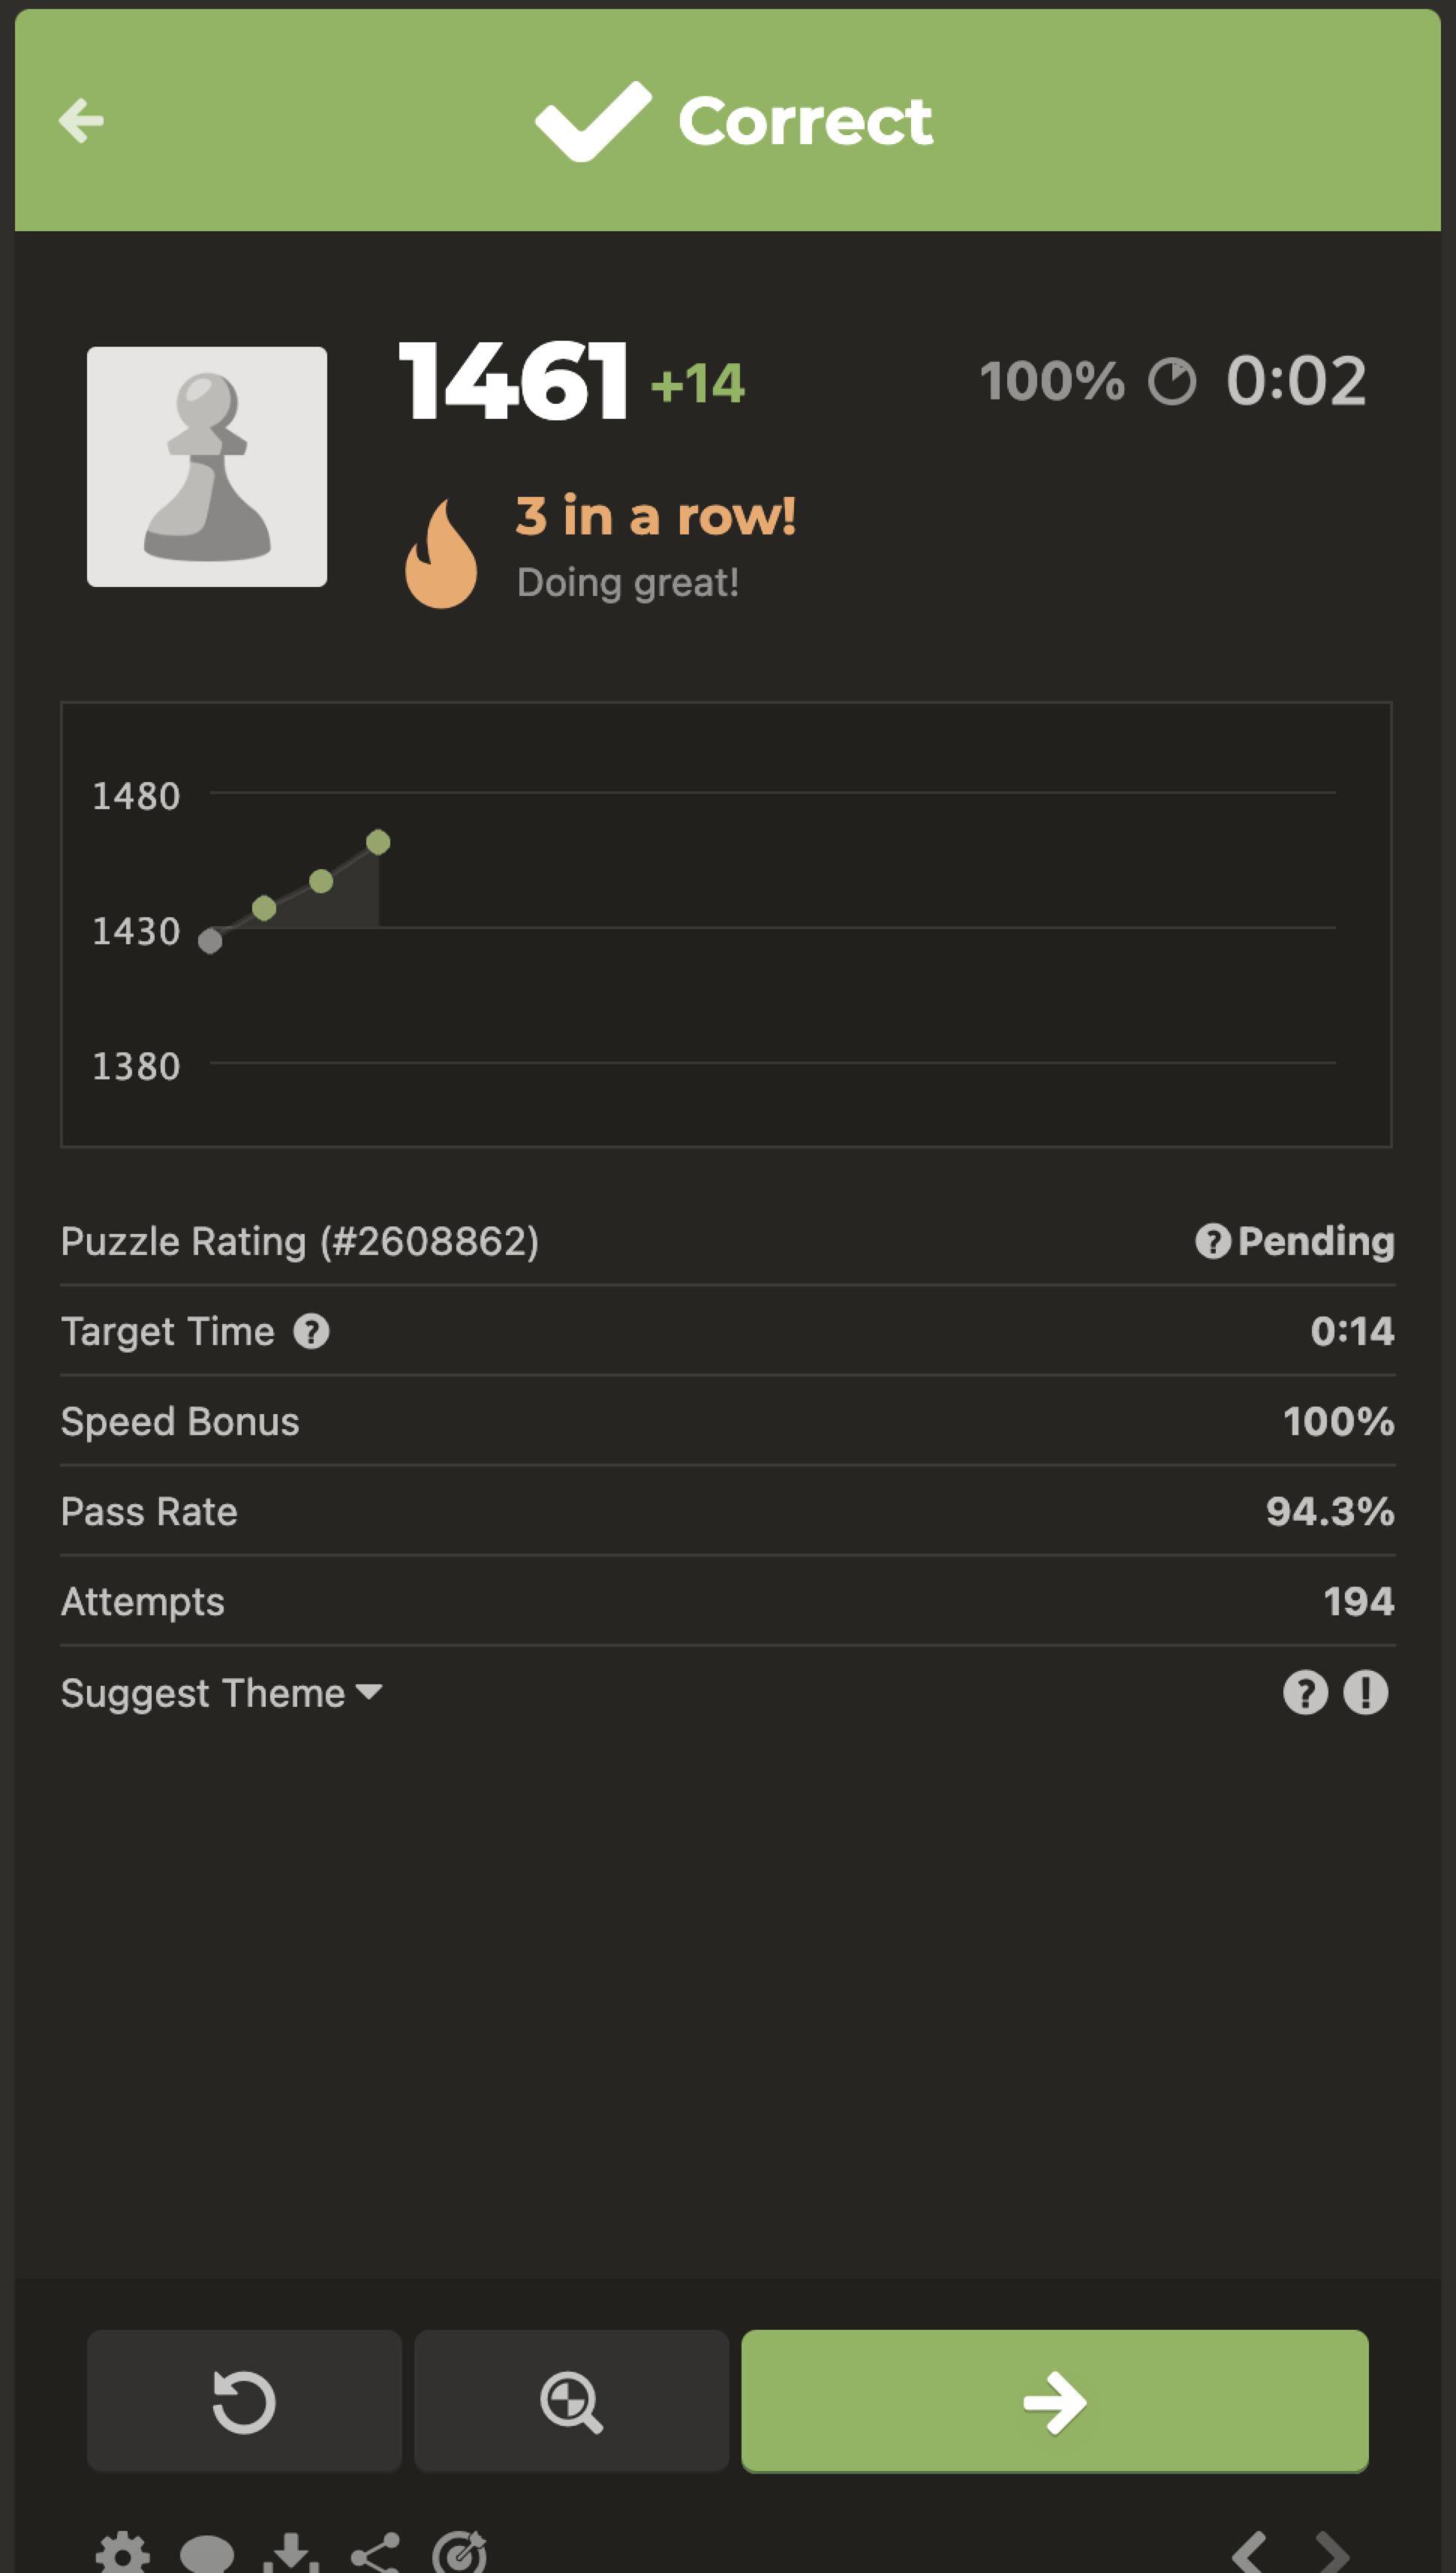 Correct
1461 +14
100% 0:02
3 in a row!
Doing great!
1480
1430
1380
Puzzle Rating (#2608862) ? Pending
Target Time ? 0:14
Speed Bonus 100%
Pass Rate 94.3%
Attempts 194
Suggest Theme ? !